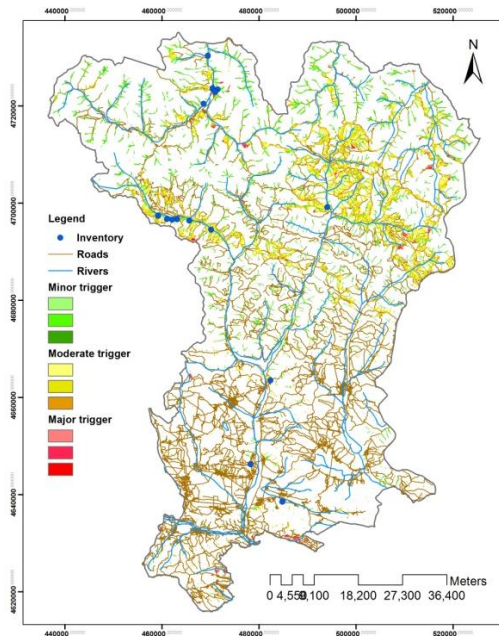 440000 460000 480000 500000 520000
N
4720000
4700000
4680000
4660000
4640000
4620000
Legend
Inventory
Roads
Rivers
Minor trigger
Moderate trigger
Major trigger
Meters
0 4,550 9,100 18,200 27,300 36,400
440000 460000 480000 500000 520000